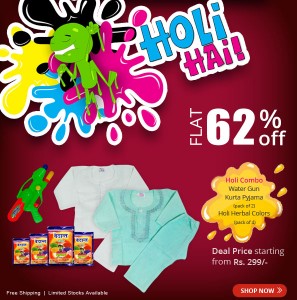 HOLI
HAI!
FLAT 62% off
Holi Combo
Water Gun
Kurta Pyjama
(pack of 2)
Holi Herbal Colors
(pack of 2)
Deal Price starting
from Rs. 299/-
Free Shipping | Limited Stocks Available
SHOP NOW >